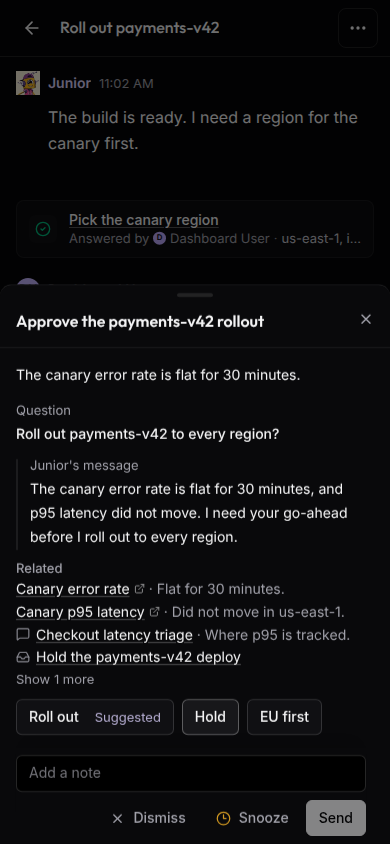 Roll out payments-v42
Junior 11:02 AM
The build is ready. I need a region for the
canary first.
Pick the canary region
Answered by D Dashboard User · us-east-1, i…
Approve the payments-v42 rollout
The canary error rate is flat for 30 minutes.
Question
Roll out payments-v42 to every region?
Junior's message
The canary error rate is flat for 30 minutes, and
p95 latency did not move. I need your go-ahead
before I roll out to every region.
Related
Canary error rate · Flat for 30 minutes.
Canary p95 latency · Did not move in us-east-1.
Checkout latency triage · Where p95 is tracked.
Hold the payments-v42 deploy
Show 1 more
Roll out Suggested Hold EU first
Add a note
Dismiss Snooze Send